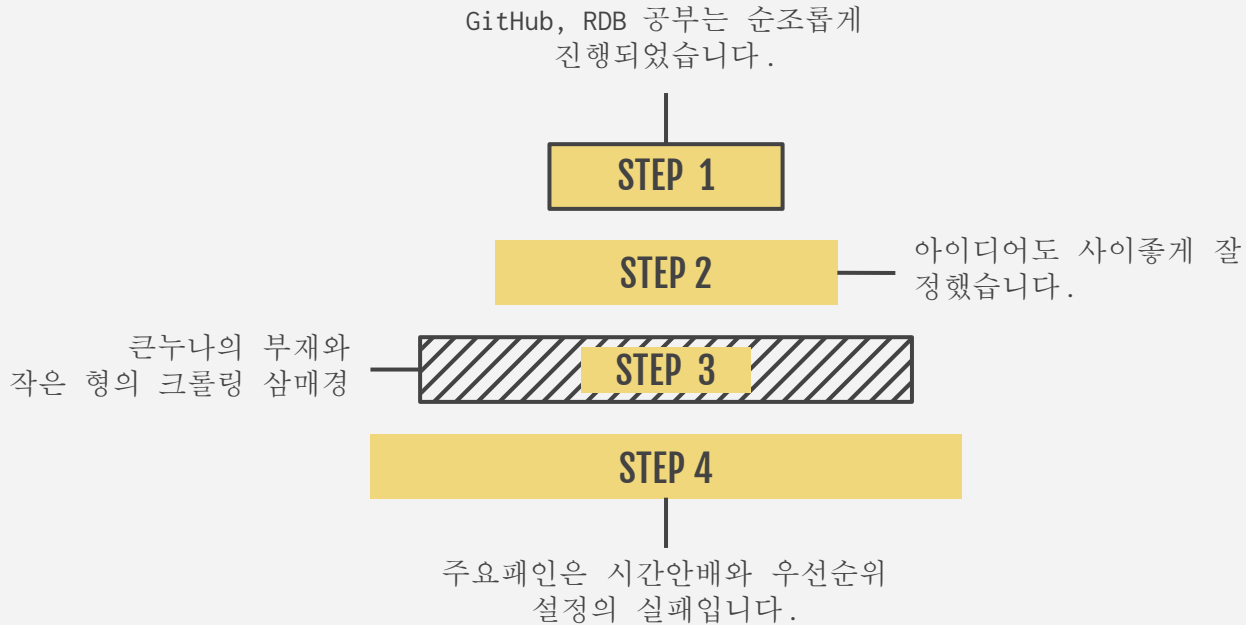 GitHub, RDB 공부는 순조롭게
진행되었습니다.
STEP 1
STEP 2
아이디어도 사이좋게 잘
정했습니다.
큰누나의 부재와
작은 형의 크롤링 삼매경
STEP 3
STEP 4
주요패인은 시간안배와 우선순위
설정의 실패입니다.